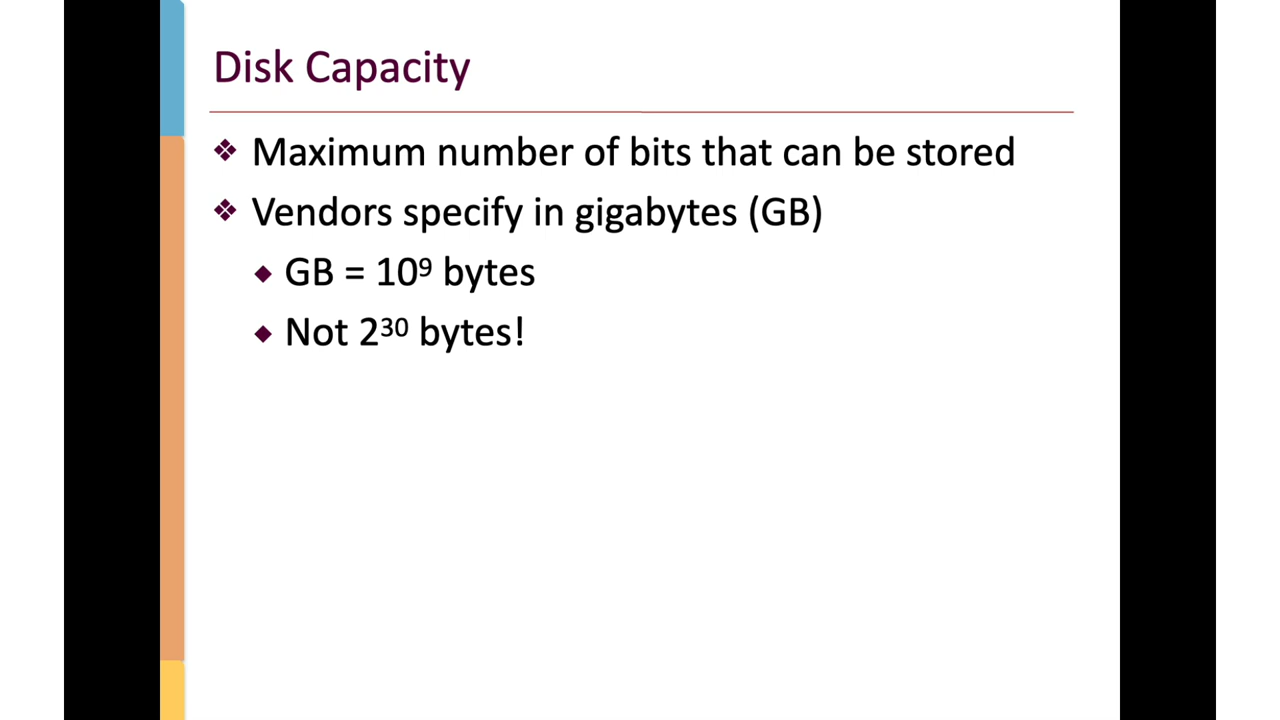 Disk Capacity
❖ Maximum number of bits that can be stored
❖ Vendors specify in gigabytes (GB)
◆ GB = 10⁹ bytes
◆ Not 2³⁰ bytes!